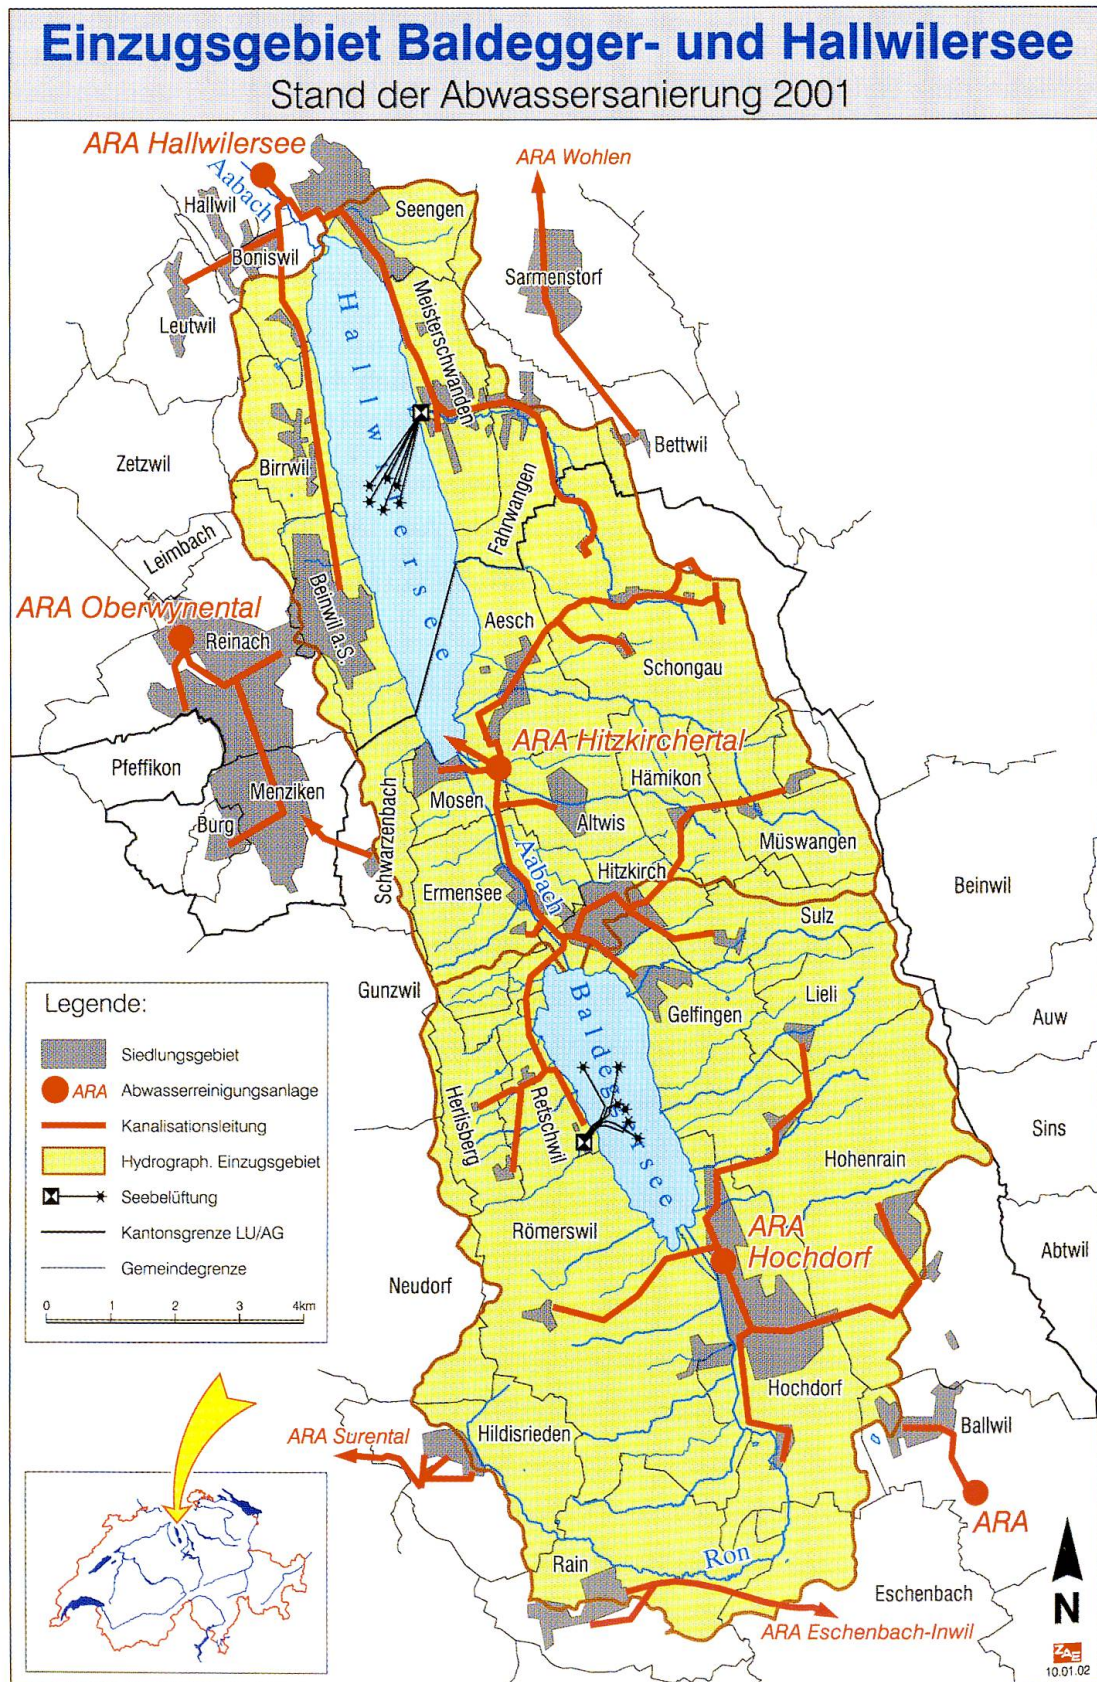 Einzugsgebiet Baldegger- und Hallwilersee
Stand der Abwassersanierung 2001
ARA Hallwilersee
ARA Wohlen
Aabach
Hallwil
Seengen
Boniswil
Sarmenstorf
Leutwil
Meisterschwanden
Hallwilersee
Bettwil
Zetzwil
Birrwil
Fahrwangen
Leimbach
Beinwil a.S.
ARA Oberwynental
Reinach
Aesch
Schongau
ARA Hitzkirchertal
Pfeffikon
Menziken
Burg
Schwarzenbach
Mosen
Hämikon
Altwis
Müswangen
Aabach
Hitzkirch
Ermensee
Beinwil
Sulz
Gunzwil
Baldeggersee
Gelfingen
Lieli
Auw
Herlisberg
Retschwil
Sins
Hohenrain
Römerswil
ARA
Hochdorf
Abtwil
Neudorf
Legende:
Siedlungsgebiet
ARA Abwasserreinigungsanlage
Kanalisationsleitung
Hydrograph. Einzugsgebiet
Seebelüftung
Kantonsgrenze LU/AG
Gemeindegrenze
0 1 2 3 4km
Hochdorf
Ballwil
ARA Surental
Hildisrieden
ARA
Ron
Rain
Eschenbach
ARA Eschenbach-Inwil
N
ZAE
10.01.02